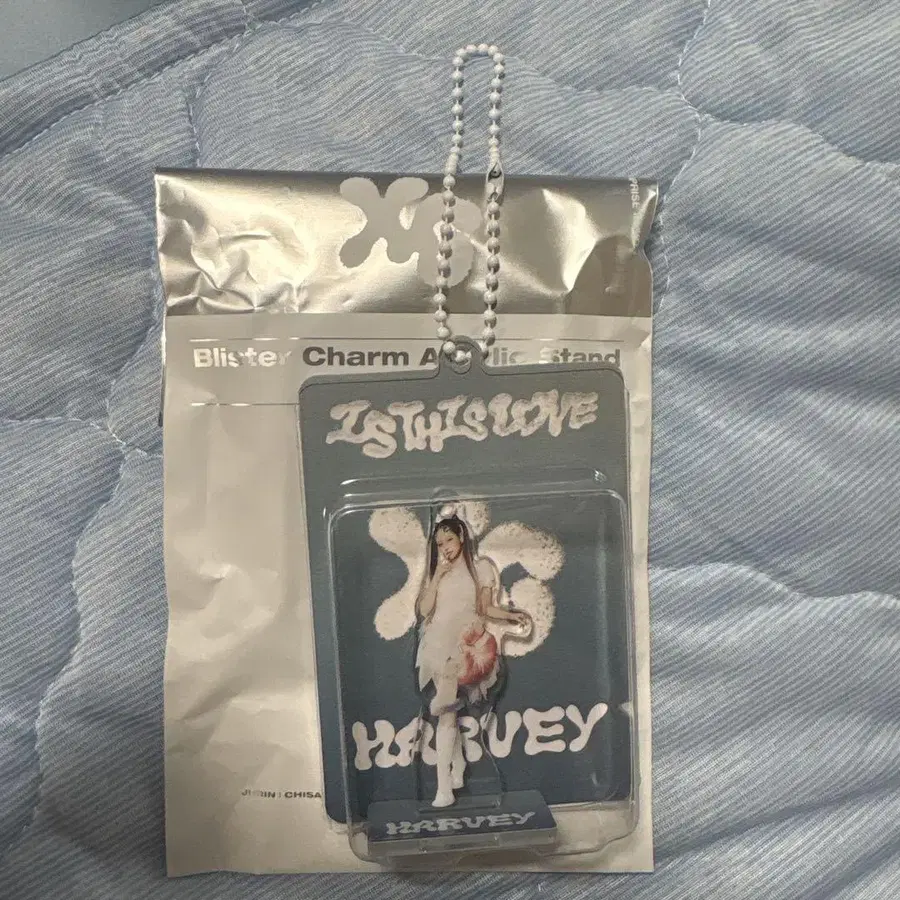 XG
Blister Charm Acrylic Stand
IS THIS LOVE
XG
HARVEY
HARVEY
JURIN | CHISA